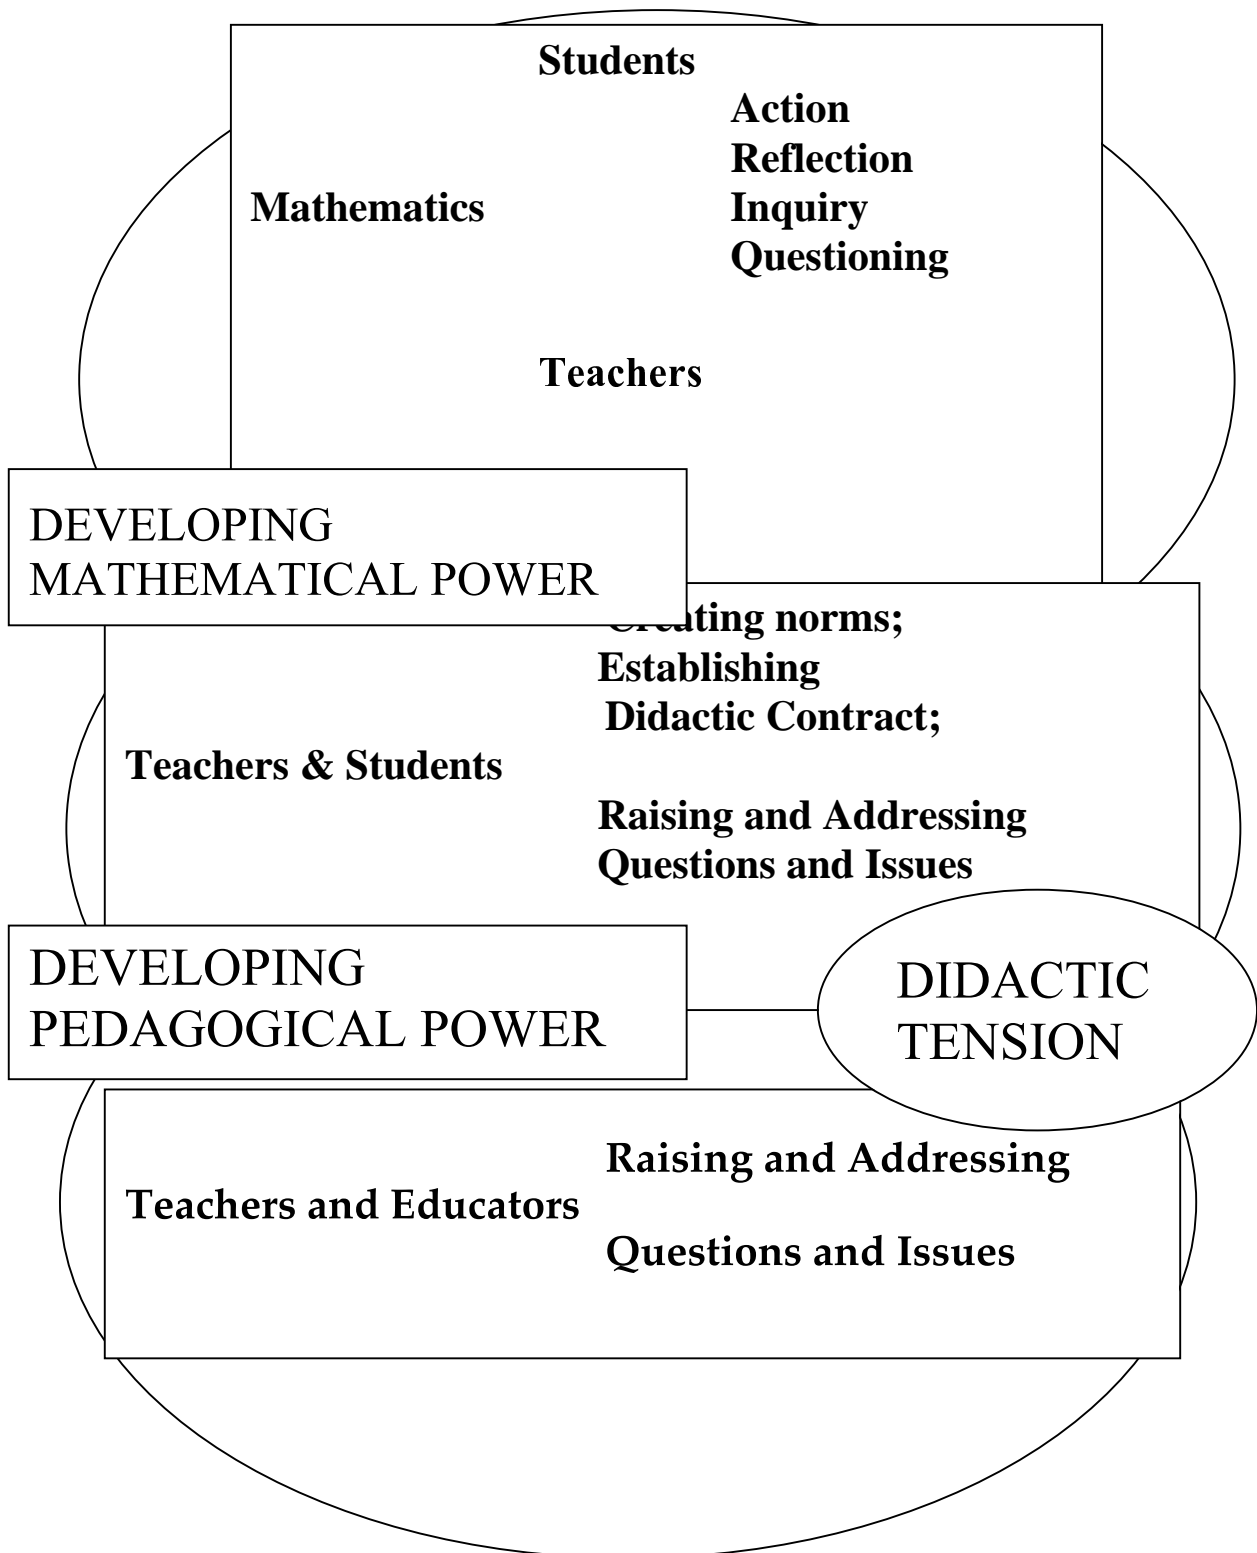 Students
Action
Reflection
Mathematics
Inquiry
Questioning
Teachers
DEVELOPING
MATHEMATICAL POWER
Creating norms;
Establishing
Didactic Contract;
Teachers & Students
Raising and Addressing
Questions and Issues
DEVELOPING
PEDAGOGICAL POWER
DIDACTIC
TENSION
Raising and Addressing
Teachers and Educators
Questions and Issues